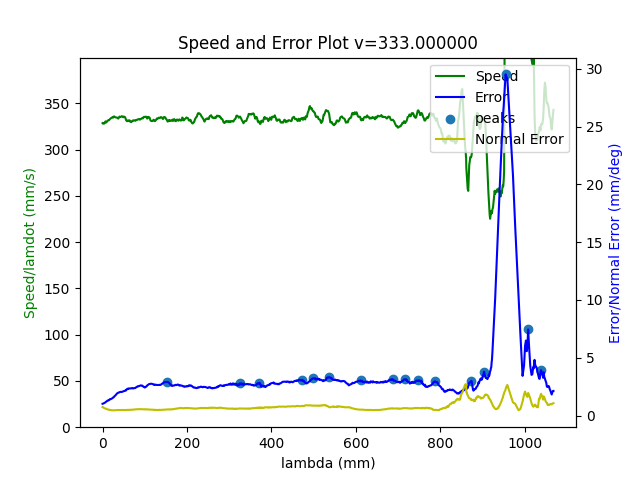 Speed and Error Plot v=333.000000
Speed
Error
peaks
Normal Error
350
300
250
200
150
100
50
0
Speed/lamdot (mm/s)
30
25
20
15
10
5
0
Error/Normal Error (mm/deg)
0 200 400 600 800 1000
lambda (mm)